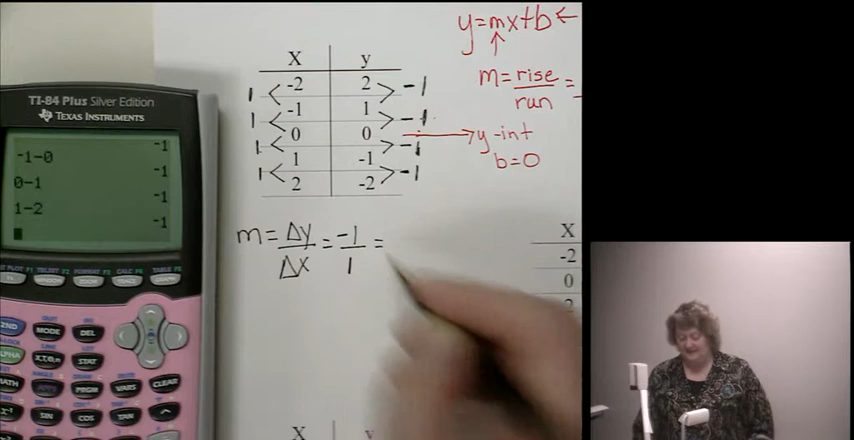 y=mx+b←
↑
m=rise/run=
→y-int
b=0
X y
-2 2
-1 1
0 0
1 -1
2 -2
1 -1
1 -1
1 -1
1 -1
m=Δy/Δx=-1/1=
X
-2
0
X y
TI-84 Plus Silver Edition
TEXAS INSTRUMENTS
-1
-1-0
-1
0-1
-1
1-2
-1
2ND MODE DEL
ALPHA X,T,θ,n STAT
MATH APPS PRGM VARS CLEAR
SIN COS TAN ^